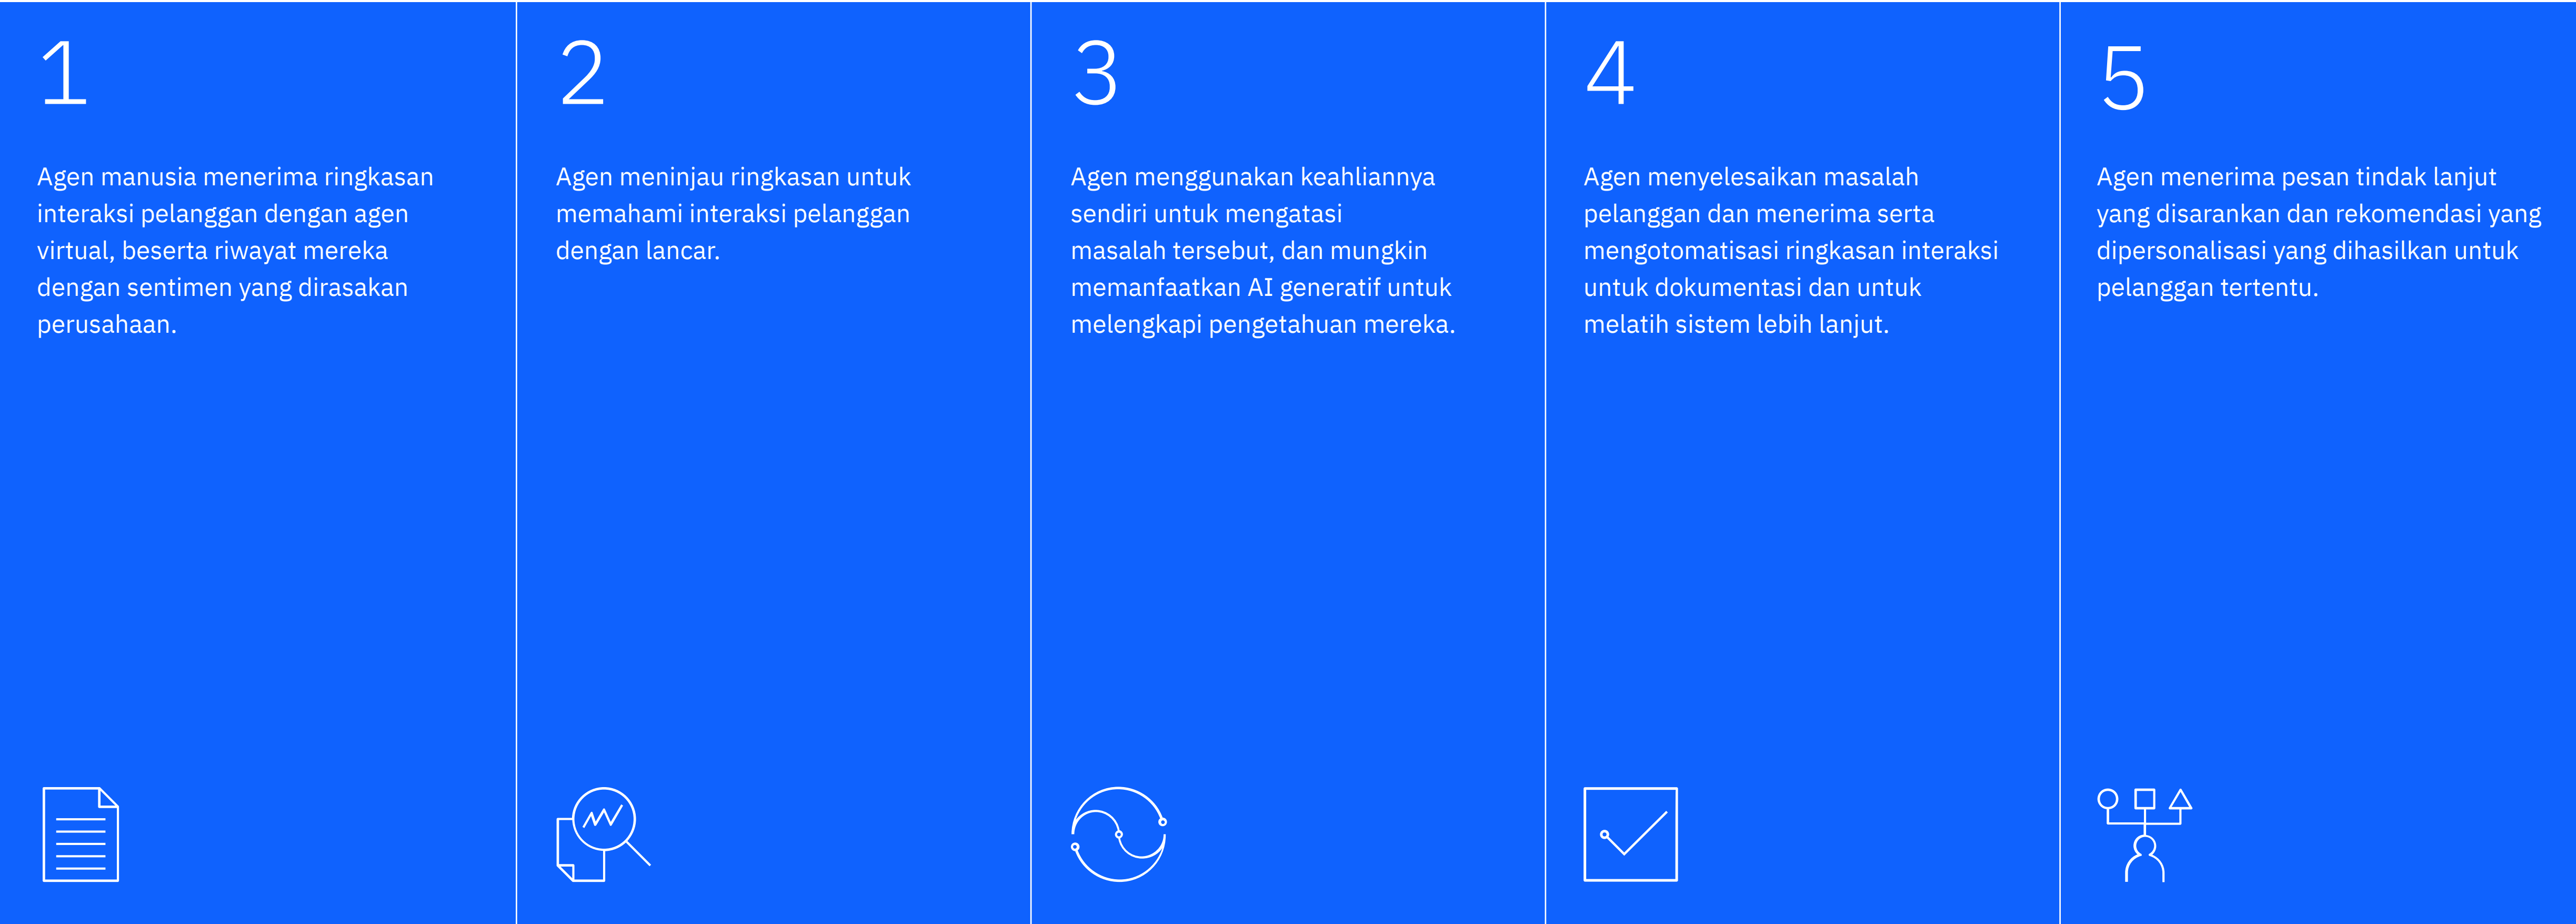 1
Agen manusia menerima ringkasan
interaksi pelanggan dengan agen
virtual, beserta riwayat mereka
dengan sentimen yang dirasakan
perusahaan.
2
Agen meninjau ringkasan untuk
memahami interaksi pelanggan
dengan lancar.
3
Agen menggunakan keahliannya
sendiri untuk mengatasi
masalah tersebut, dan mungkin
memanfaatkan AI generatif untuk
melengkapi pengetahuan mereka.
4
Agen menyelesaikan masalah
pelanggan dan menerima serta
mengotomatisasi ringkasan interaksi
untuk dokumentasi dan untuk
melatih sistem lebih lanjut.
5
Agen menerima pesan tindak lanjut
yang disarankan dan rekomendasi yang
dipersonalisasi yang dihasilkan untuk
pelanggan tertentu.